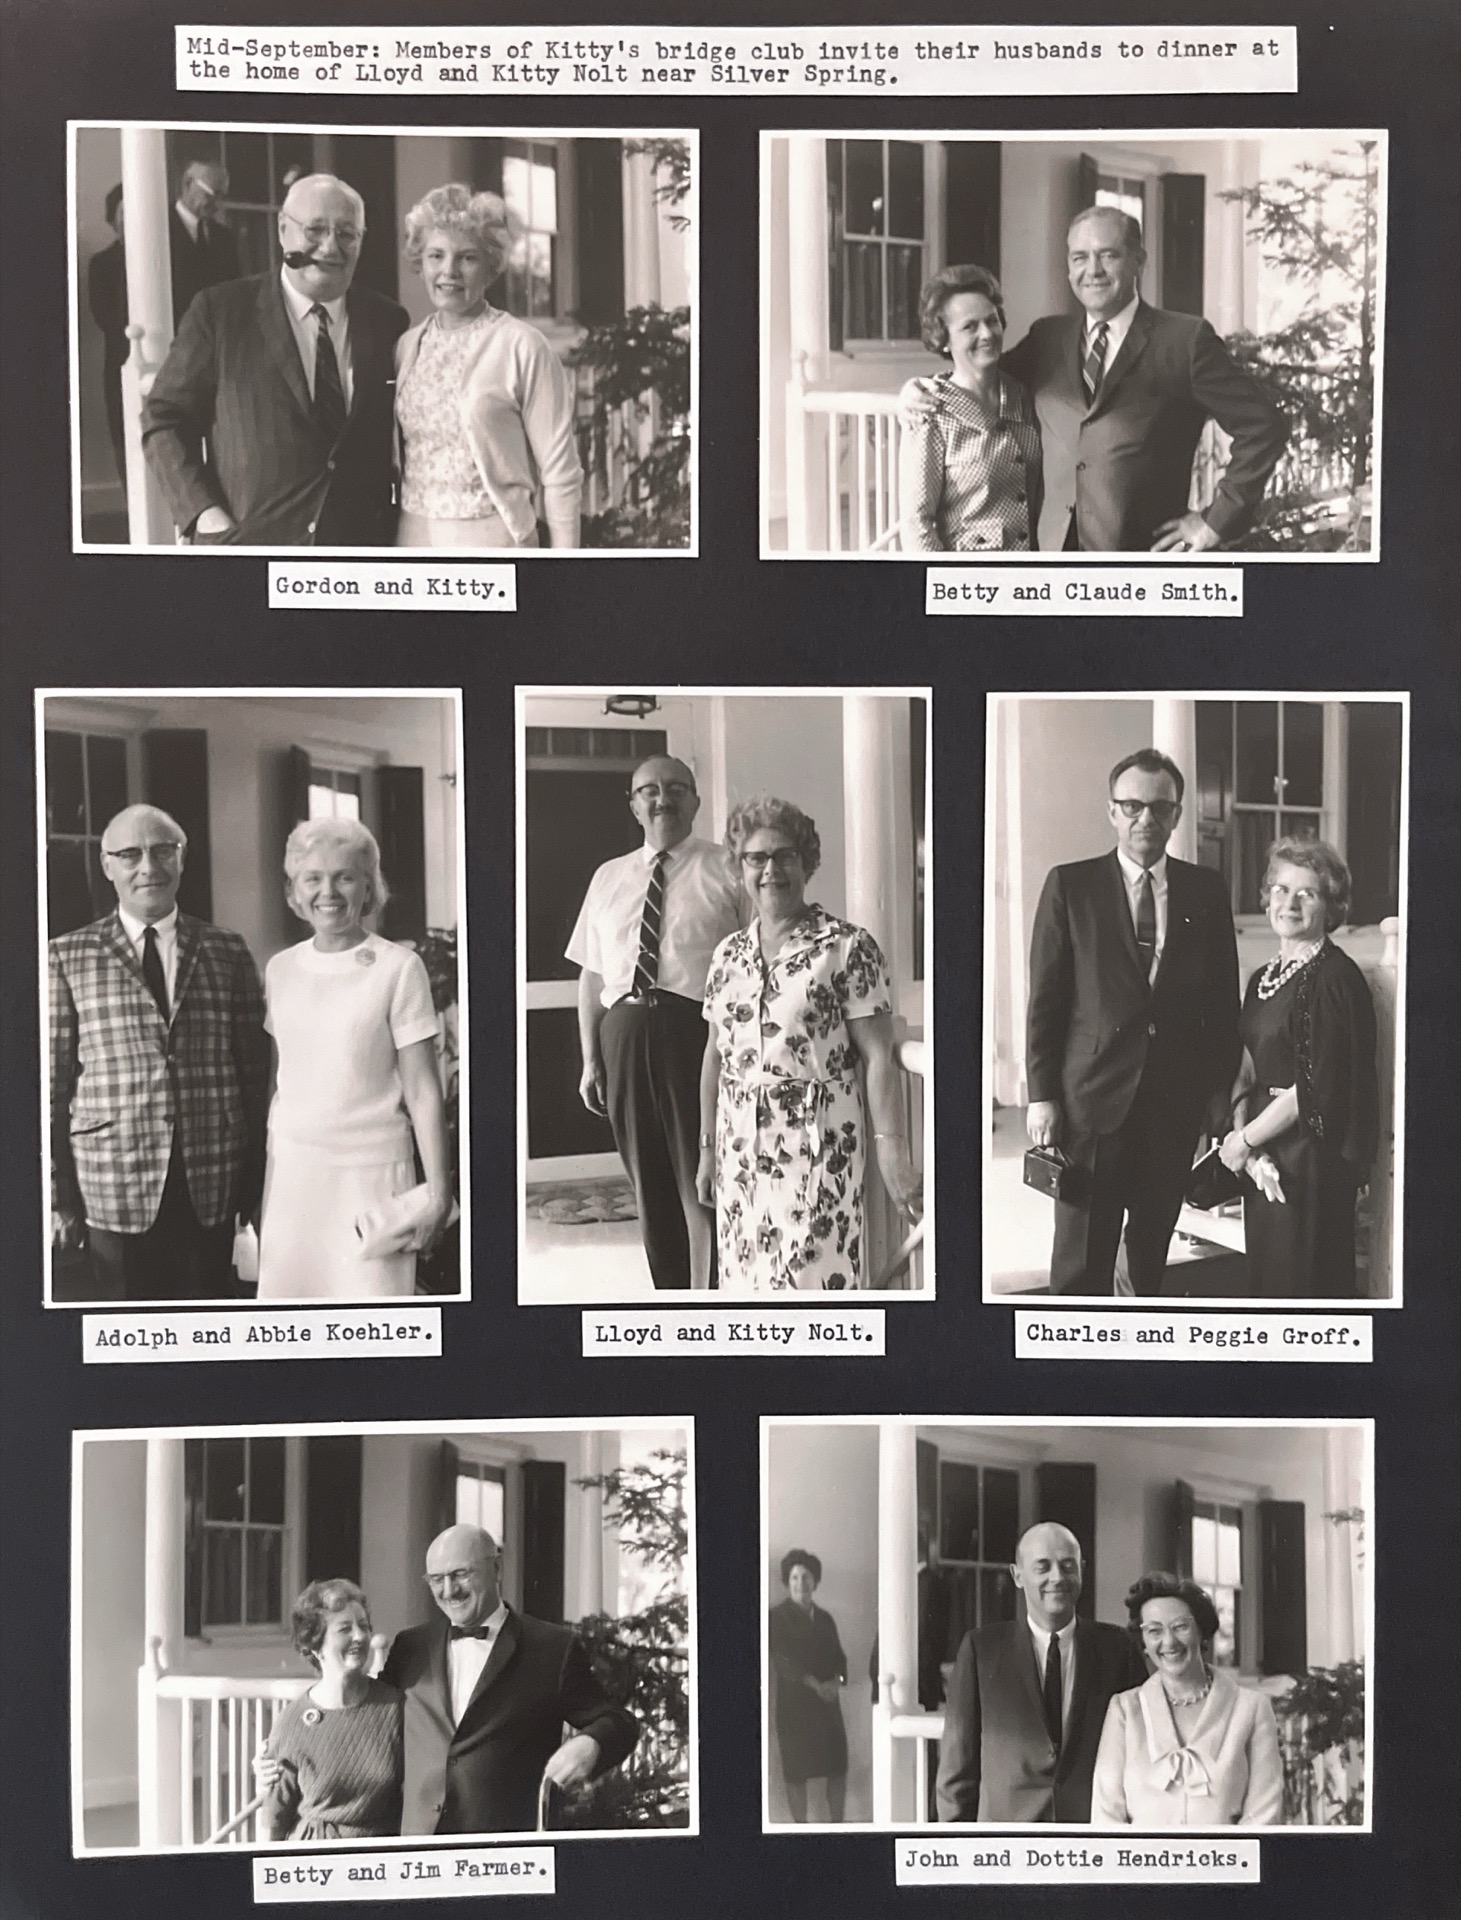 Mid-September: Members of Kitty's bridge club invite their husbands to dinner at
the home of Lloyd and Kitty Nolt near Silver Spring.
Gordon and Kitty.
Betty and Claude Smith.
Adolph and Abbie Koehler.
Lloyd and Kitty Nolt.
Charles and Peggie Groff.
Betty and Jim Farmer.
John and Dottie Hendricks.